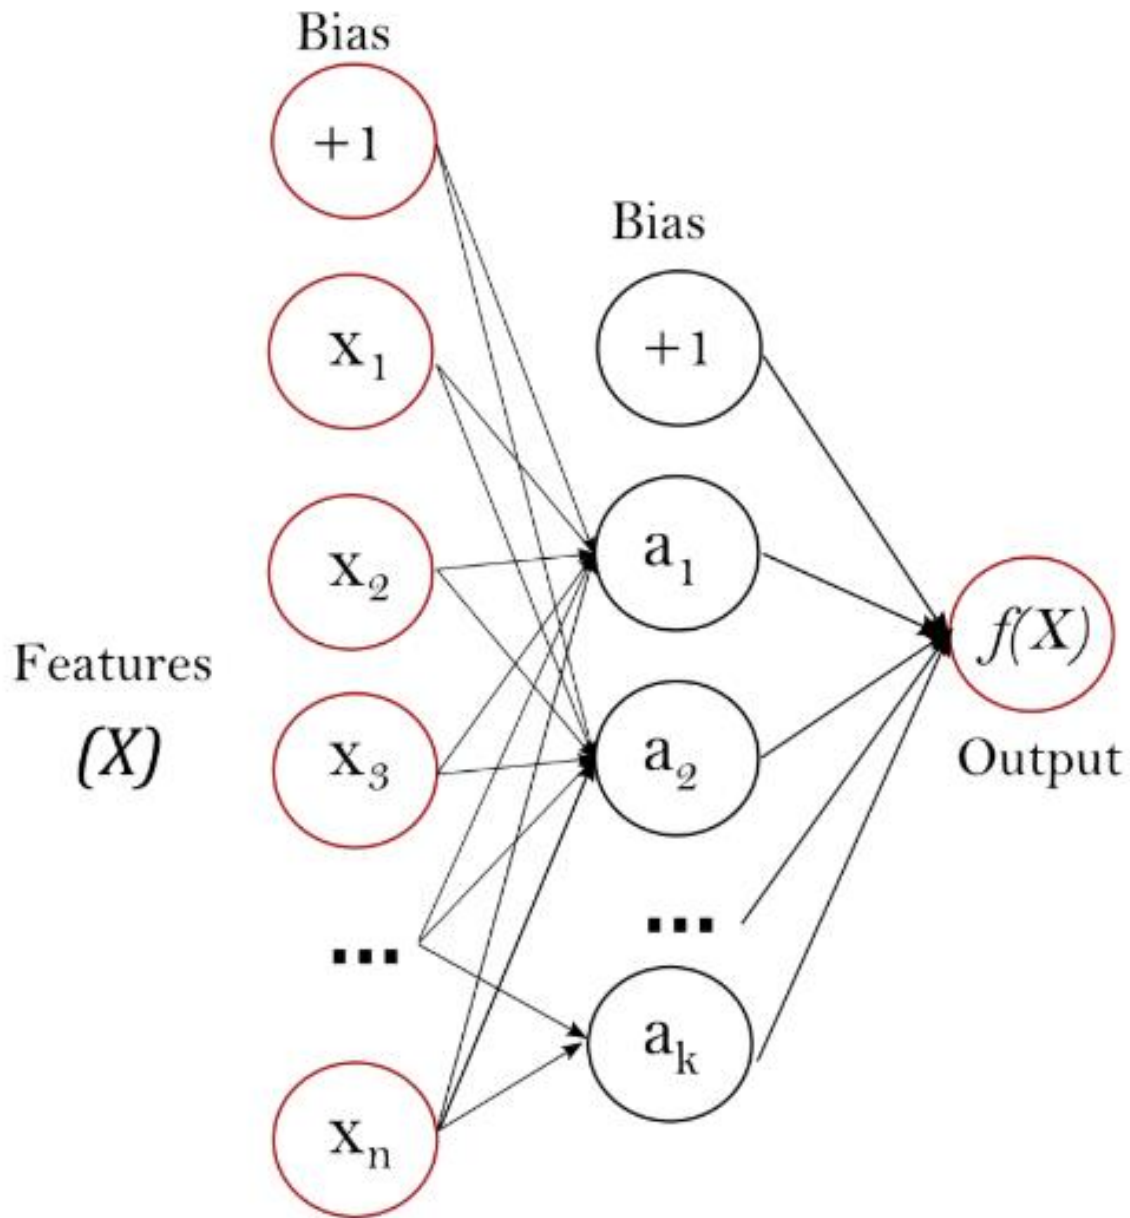 Bias
+1
x1
x2
x3
...
xn
Features
(X)
Bias
+1
a1
a2
...
ak
f(X)
Output